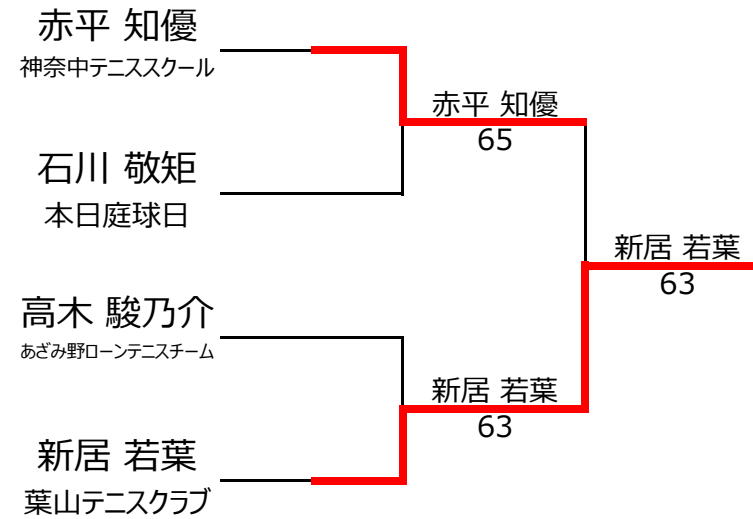 赤平 知優
神奈中テニススクール
石川 敬矩
本日庭球日
高木 駿乃介
あざみ野ローンテニスチーム
新居 若葉
葉山テニスクラブ
赤平 知優
65
新居 若葉
63
新居 若葉
63